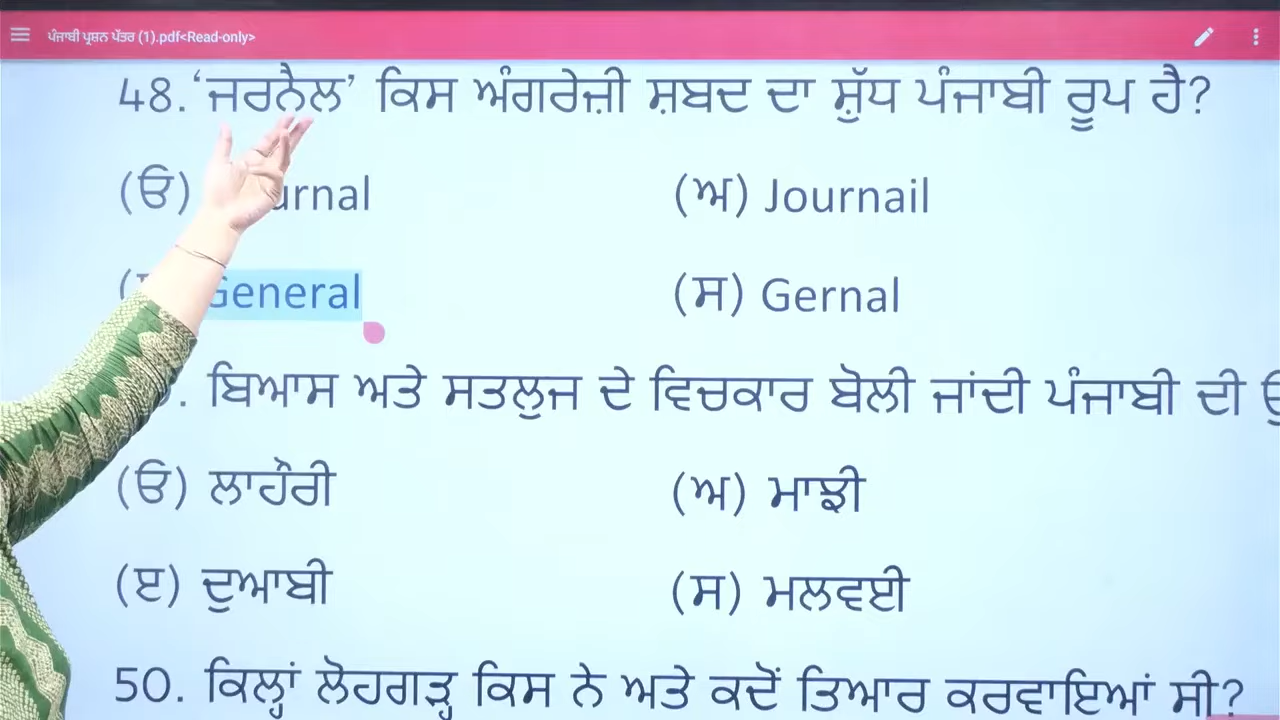 ਪੰਜਾਬੀ ਪ੍ਰਸ਼ਨ ਪੱਤਰ (1).pdf<Read-only>
48. ‘ਜਰਨੈਲ’ ਕਿਸ ਅੰਗਰੇਜ਼ੀ ਸ਼ਬਦ ਦਾ ਸ਼ੁੱਧ ਪੰਜਾਬੀ ਰੂਪ ਹੈ?
(ੳ) (ਅ) Journail
General (ਸ) Gernal
ਬਿਆਸ ਅਤੇ ਸਤਲੁਜ ਦੇ ਵਿਚਕਾਰ ਬੋਲੀ ਜਾਂਦੀ ਪੰਜਾਬੀ ਦੀ
(ੳ) ਲਾਹੌਰੀ (ਅ) ਮਾਝੀ
(ੲ) ਦੁਆਬੀ (ਸ) ਮਲਵਈ
50. ਕਿਲ੍ਹਾਂ ਲੋਹਗੜ੍ਹ ਕਿਸ ਨੇ ਅਤੇ ਕਦੋਂ ਤਿਆਰ ਕਰਵਾਇਆਂ ਸੀ?